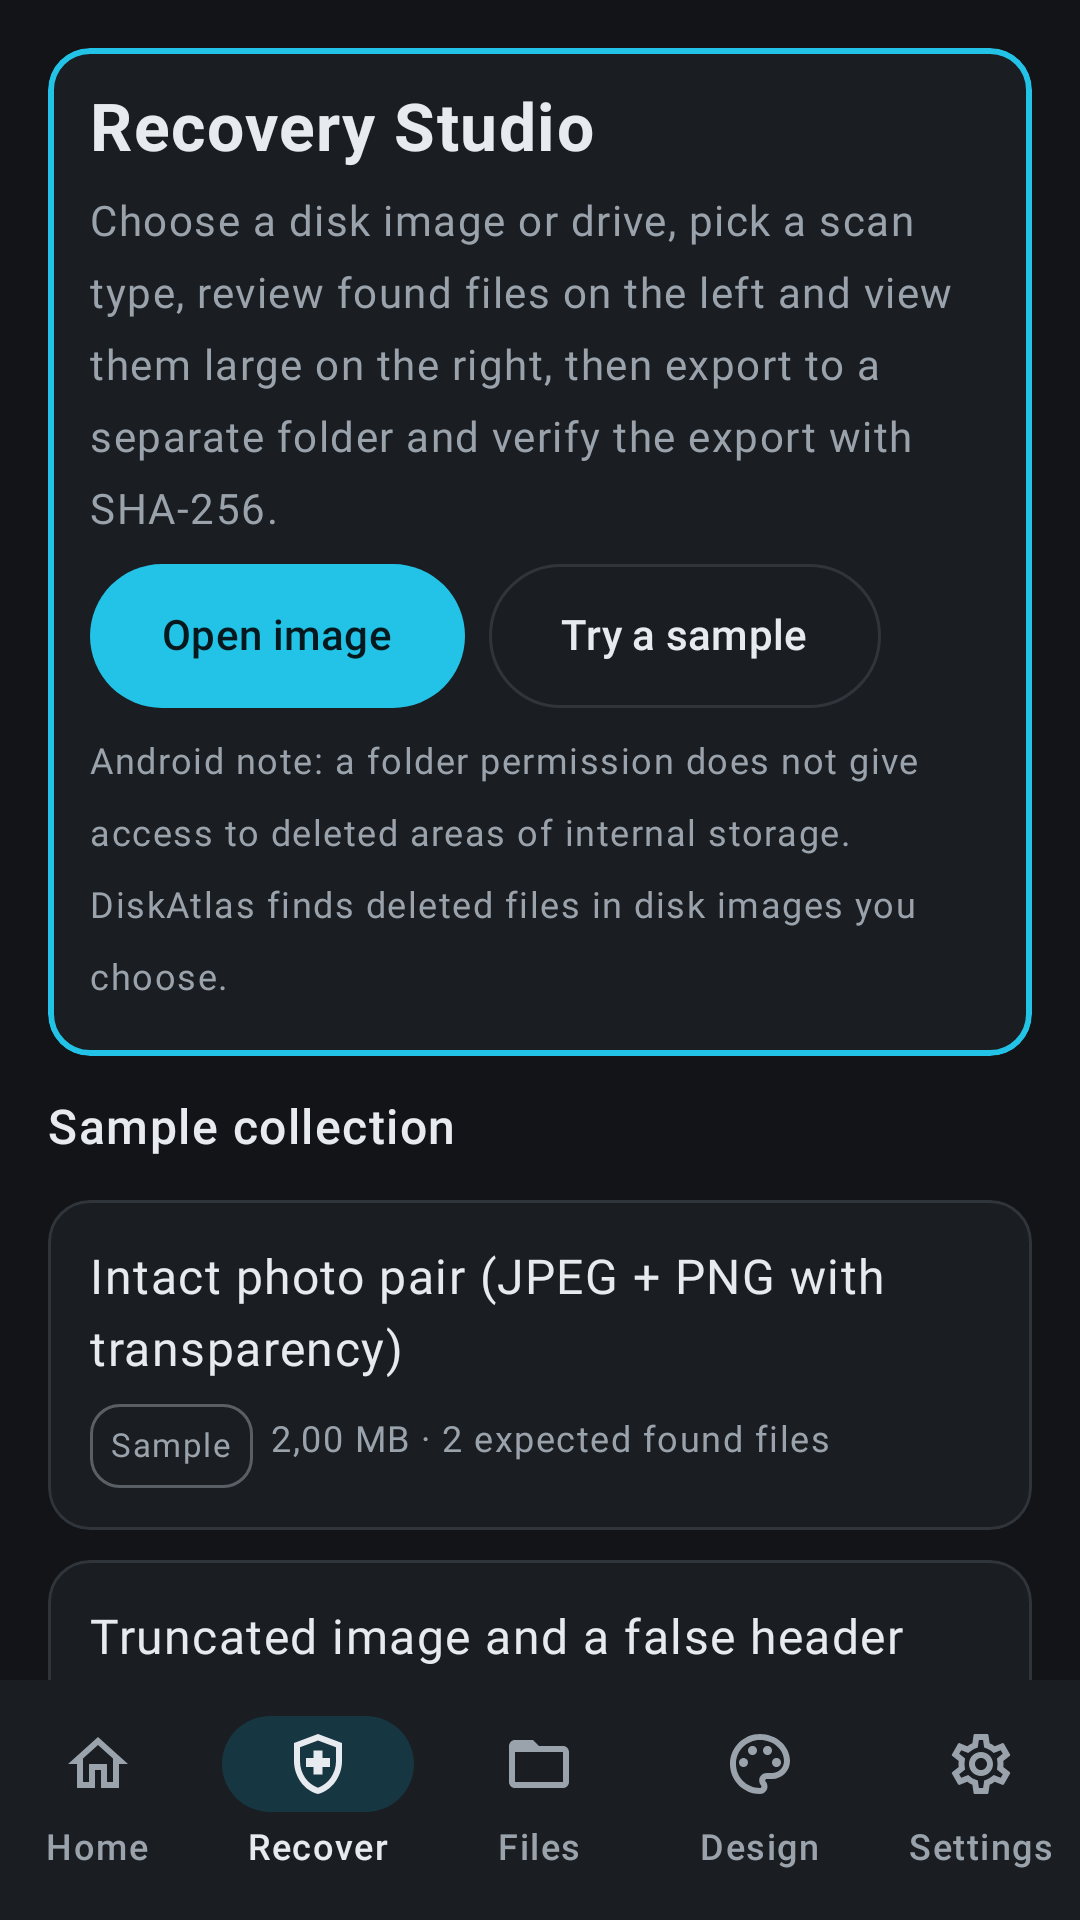 Recovery Studio
Choose a disk image or drive, pick a scan
type, review found files on the left and view
them large on the right, then export to a
separate folder and verify the export with
SHA-256.
Open image
Try a sample
Android note: a folder permission does not give
access to deleted areas of internal storage.
DiskAtlas finds deleted files in disk images you
choose.
Sample collection
Intact photo pair (JPEG + PNG with
transparency)
Sample
2,00 MB · 2 expected found files
Truncated image and a false header
Home
Recover
Files
Design
Settings